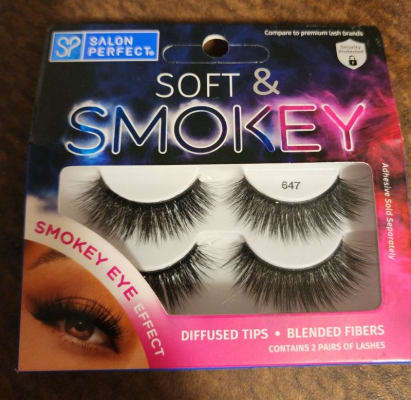 SP SALON
PERFECT®
Compare to premium lash brands
Security
Protected
SOFT &
SMOKEY
647
Adhesive Sold Separately
SMOKEY EYE EFFECT
DIFFUSED TIPS • BLENDED FIBERS
CONTAINS 2 PAIRS OF LASHES